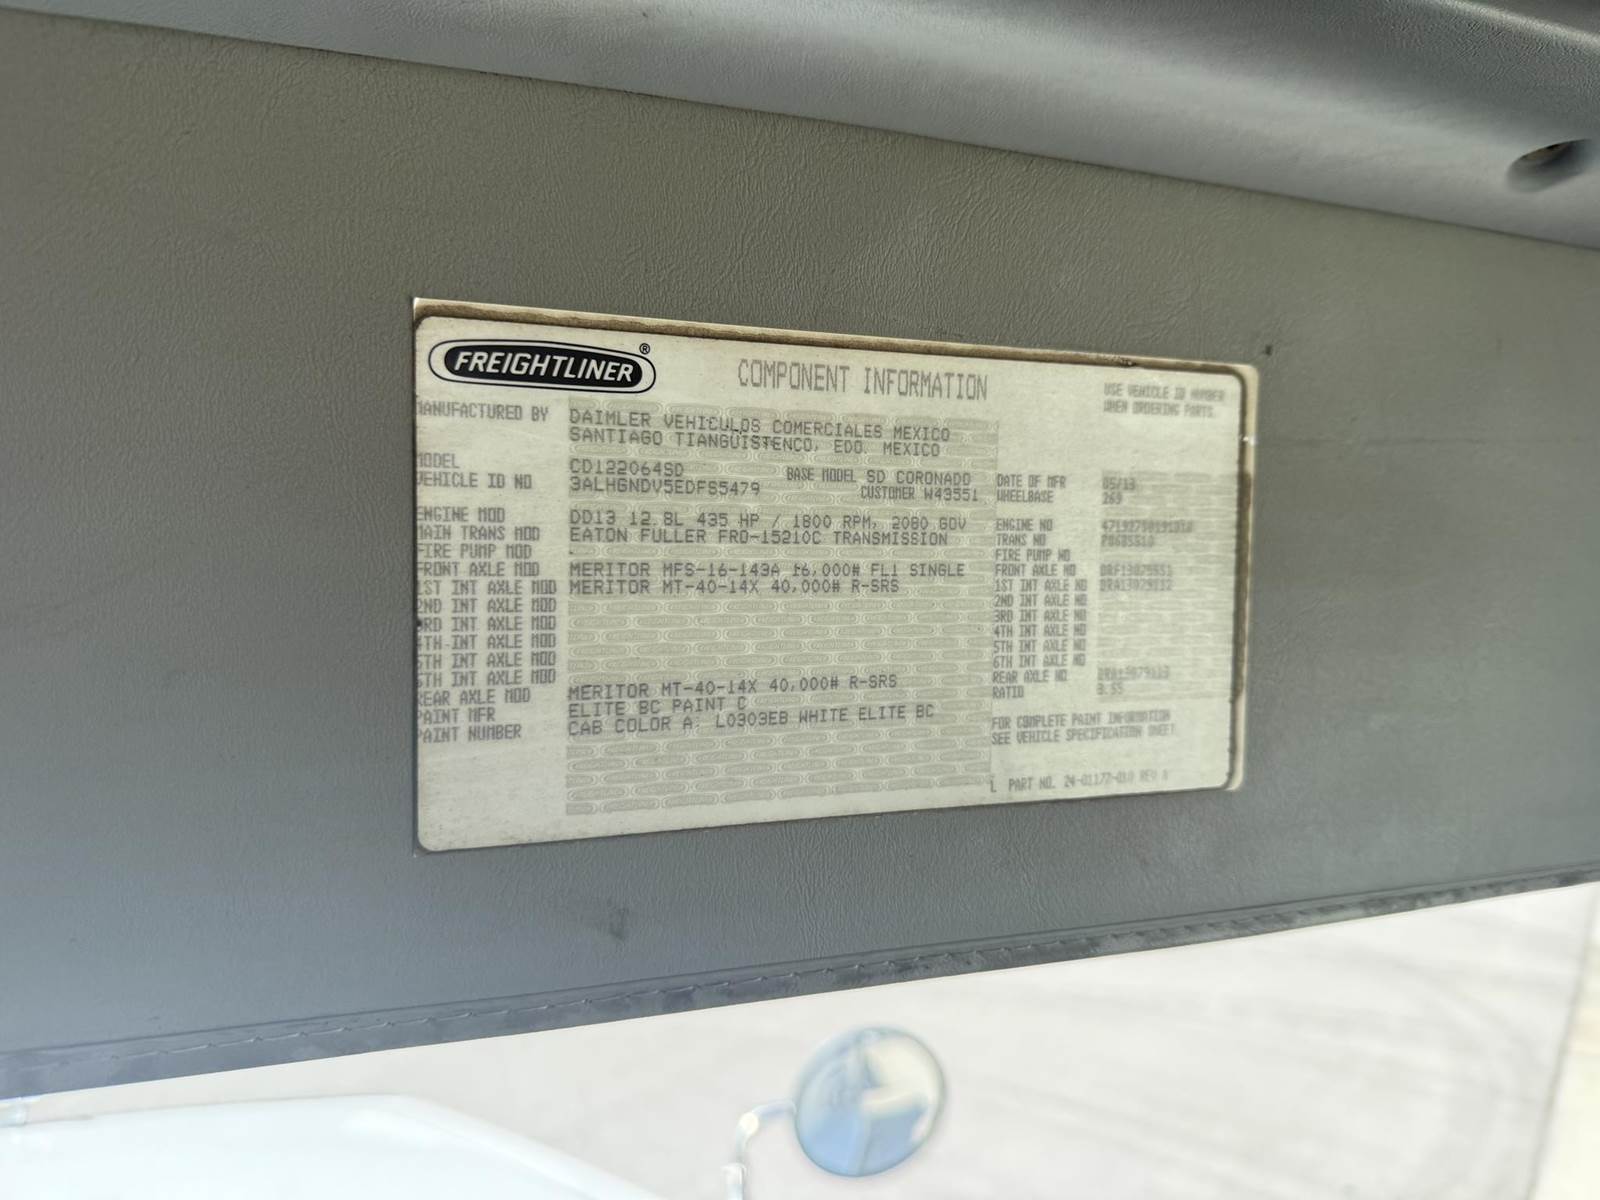 FREIGHTLINER®
COMPONENT INFORMATION
USE VEHICLE ID NUMBER
WHEN ORDERING PARTS.
MANUFACTURED BY DAIMLER VEHICULOS COMERCIALES MEXICO
SANTIAGO TIANGUISTENCO, EDO. MEXICO
MODEL CD122064SD BASE MODEL SD CORONADO DATE OF MFR 05/13
VEHICLE ID NO 3ALHGNDV5EDFS5479 CUSTOMER W43551 WHEELBASE 269
ENGINE MOD DD13 12.8L 435 HP / 1800 RPM, 2080 GOV ENGINE NO
MAIN TRANS MOD EATON FULLER FRO-15210C TRANSMISSION TRANS NO
FIRE PUMP MOD FIRE PUMP NO
FRONT AXLE MOD MERITOR MFS-16-143A 16,000# FL1 SINGLE FRONT AXLE NO
1ST INT AXLE MOD MERITOR MT-40-14X 40,000# R-SRS 1ST INT AXLE NO
2ND INT AXLE MOD 2ND INT AXLE NO
3RD INT AXLE MOD 3RD INT AXLE NO
4TH INT AXLE MOD 4TH INT AXLE NO
5TH INT AXLE MOD 5TH INT AXLE NO
6TH INT AXLE MOD 6TH INT AXLE NO
REAR AXLE MOD MERITOR MT-40-14X 40,000# R-SRS REAR AXLE NO
PAINT MFR ELITE BC PAINT C RATIO
PAINT NUMBER CAB COLOR A: L0303EB WHITE ELITE BC
FOR COMPLETE PAINT INFORMATION
SEE VEHICLE SPECIFICATION SHEET
L PART NO. 24-01177-010 REV